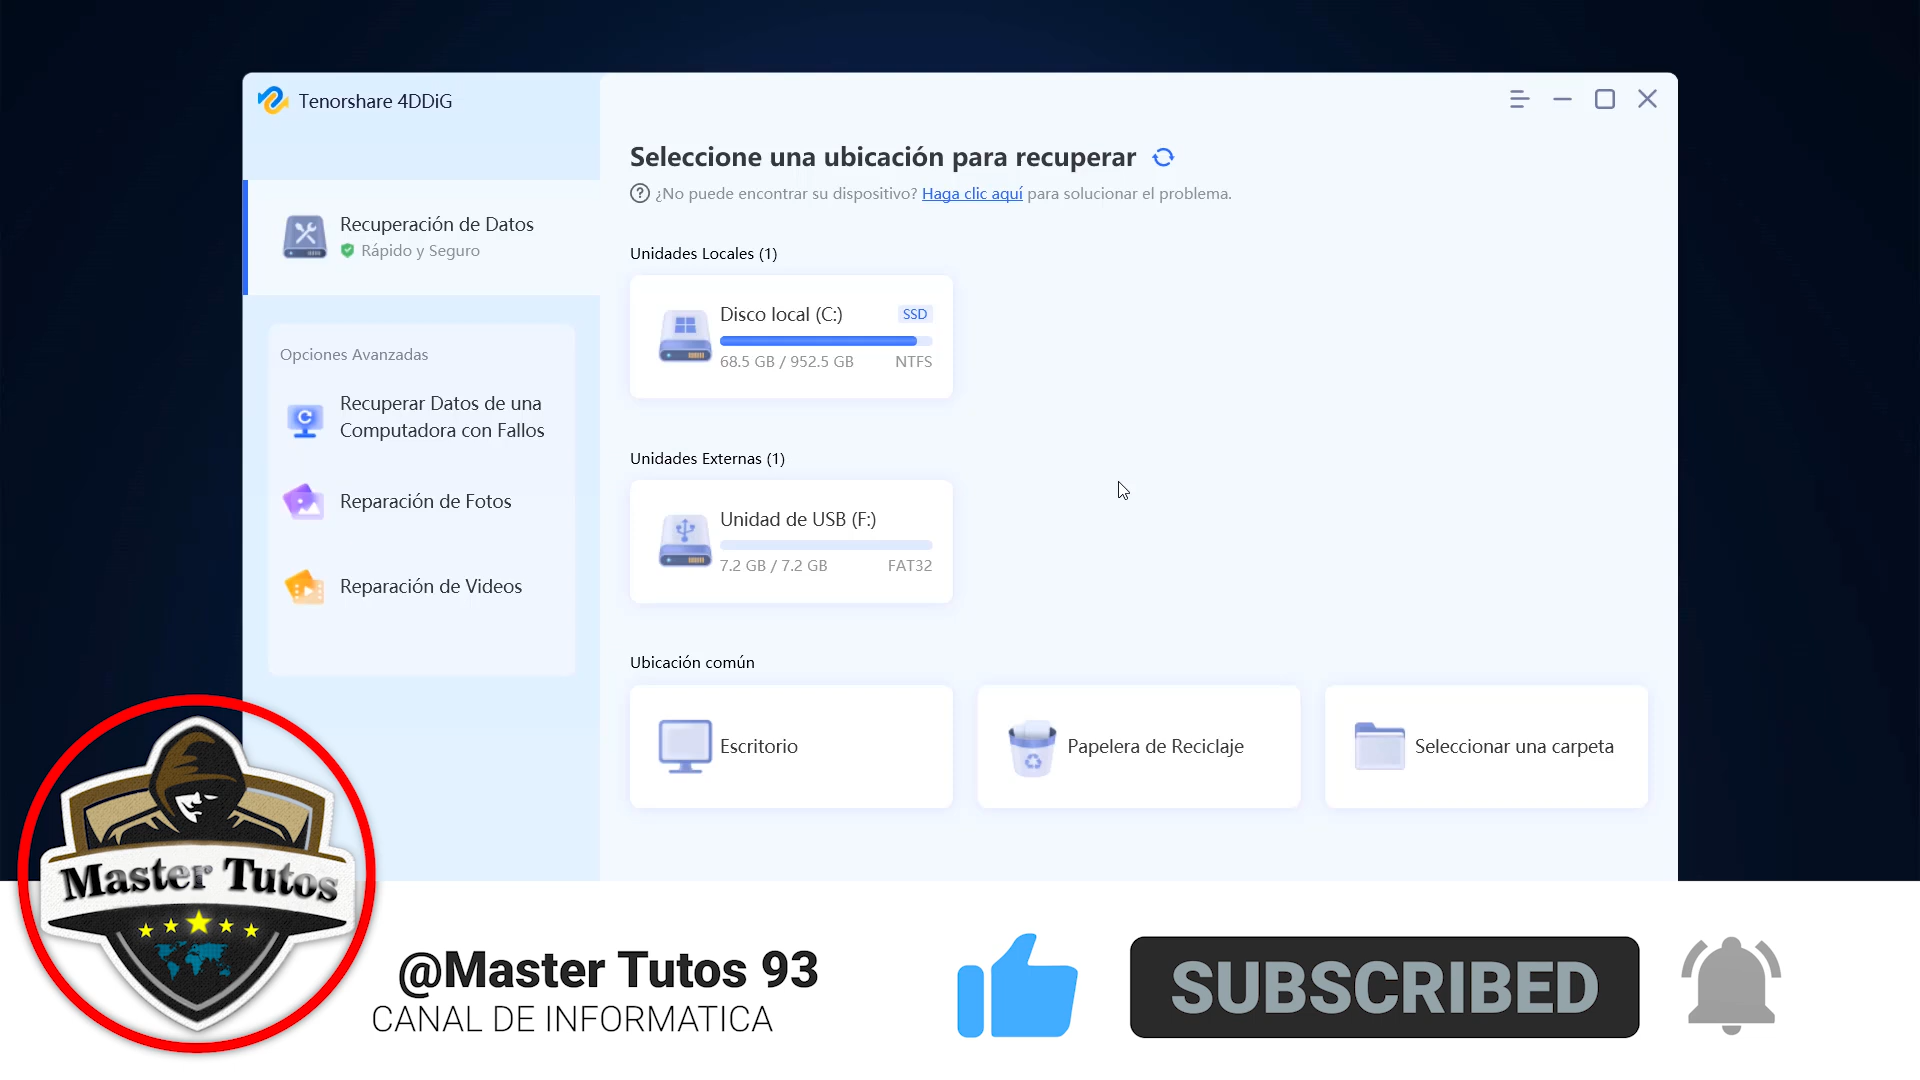 Tenorshare 4DDiG
Seleccione una ubicación para recuperar
¿No puede encontrar su dispositivo? Haga clic aquí para solucionar el problema.
Recuperación de Datos
Rápido y Seguro
Opciones Avanzadas
Recuperar Datos de una
Computadora con Fallos
Reparación de Fotos
Reparación de Videos
Unidades Locales (1)
Disco local (C:) SSD
68.5 GB / 952.5 GB NTFS
Unidades Externas (1)
Unidad de USB (F:)
7.2 GB / 7.2 GB FAT32
Ubicación común
Escritorio
Papelera de Reciclaje
Seleccionar una carpeta
Master Tutos
@Master Tutos 93
CANAL DE INFORMATICA
SUBSCRIBED